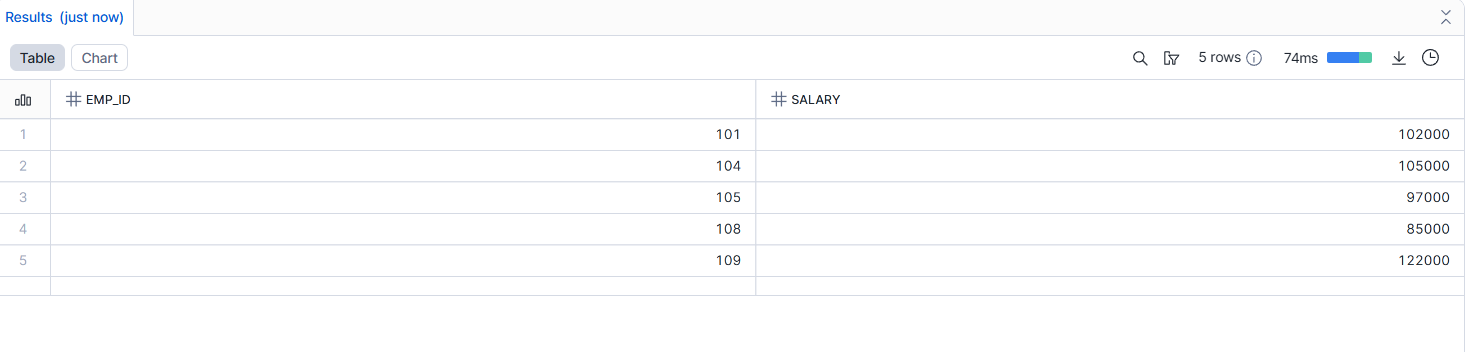 Results (just now)
Table Chart 5 rows 74ms
EMP_ID SALARY
1 101 102000
2 104 105000
3 105 97000
4 108 85000
5 109 122000